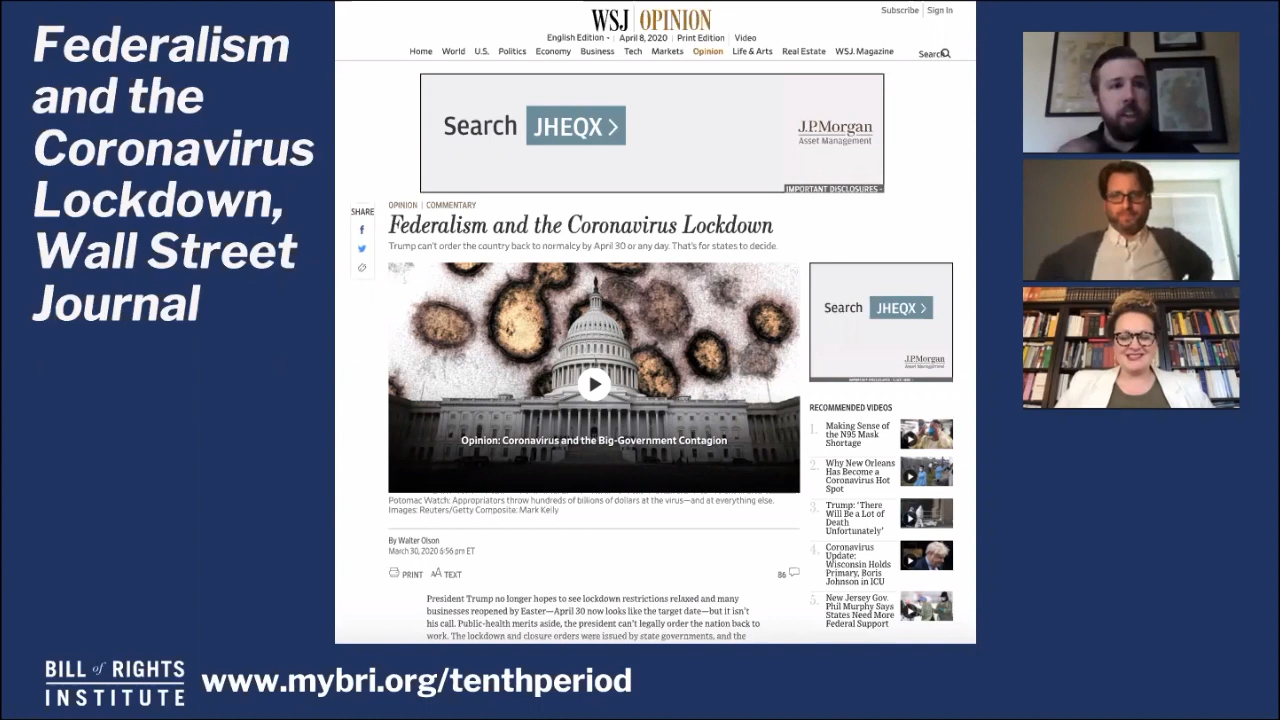 Federalism
and the
Coronavirus
Lockdown,
Wall Street
Journal
WSJ OPINION
Subscribe Sign In
English Edition April 8, 2020 Print Edition Video
Home World U.S. Politics Economy Business Tech Markets Opinion Life & Arts Real Estate WSJ. Magazine
Search
Search JHEQX >
J.P.Morgan
Asset Management
IMPORTANT DISCLOSURES
OPINION | COMMENTARY
SHARE
Federalism and the Coronavirus Lockdown
Trump can't order the country back to normalcy by April 30 or any day. That's for states to decide.
Opinion: Coronavirus and the Big-Government Contagion
Potomac Watch: Appropriators throw hundreds of billions of dollars at the virus—and at everything else.
Images: Reuters/Getty Composite: Mark Kelly
By Walter Olson
March 30, 2020 6:56 pm ET
PRINT AA TEXT
86
President Trump no longer hopes to see lockdown restrictions relaxed and many
businesses reopened by Easter—April 30 now looks like the target date—but it isn't
his call. Public-health merits aside, the president can't legally order the nation back to
work. The lockdown and closure orders were issued by state governments, and the
Search JHEQX >
J.P.Morgan
Asset Management
RECOMMENDED VIDEOS
1. Making Sense of
the N95 Mask
Shortage
2. Why New Orleans
Has Become a
Coronavirus Hot
Spot
3. Trump: 'There
Will Be a Lot of
Death
Unfortunately'
4. Coronavirus
Update:
Wisconsin Holds
Primary, Boris
Johnson in ICU
5. New Jersey Gov.
Phil Murphy Says
States Need More
Federal Support
BILL of RIGHTS
INSTITUTE
www.mybri.org/tenthperiod